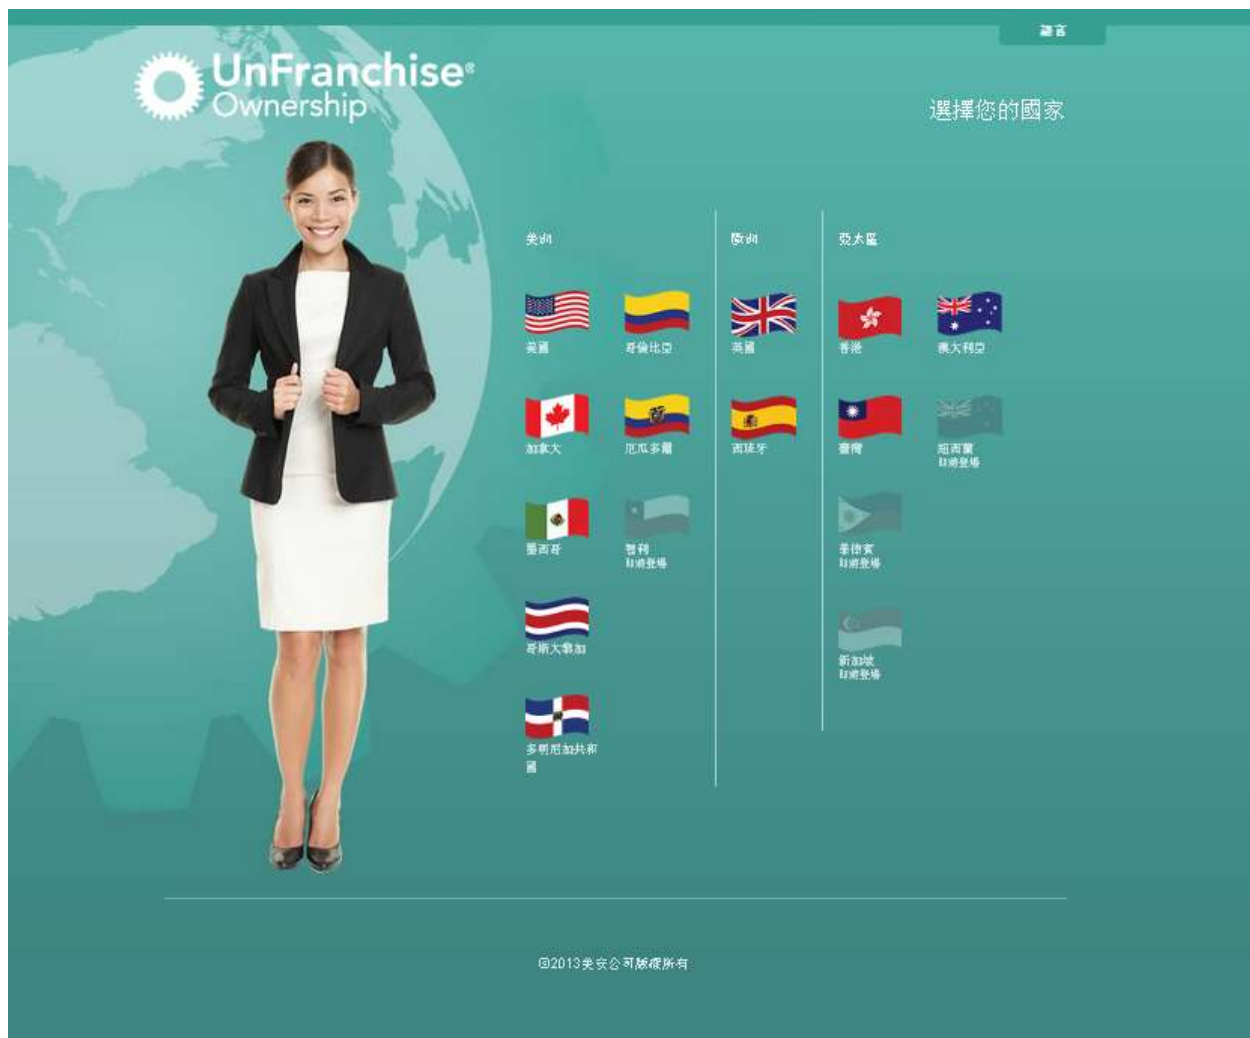 語言
UnFranchise®
Ownership
選擇您的國家
美洲
歐洲
亞太區
美國
哥倫比亞
英國
香港
澳大利亞
加拿大
厄瓜多爾
西班牙
臺灣
紐西蘭
即將登場
墨西哥
智利
即將登場
菲律賓
即將登場
哥斯大黎加
新加坡
即將登場
多明尼加共和
國
©2013美安公司版權所有